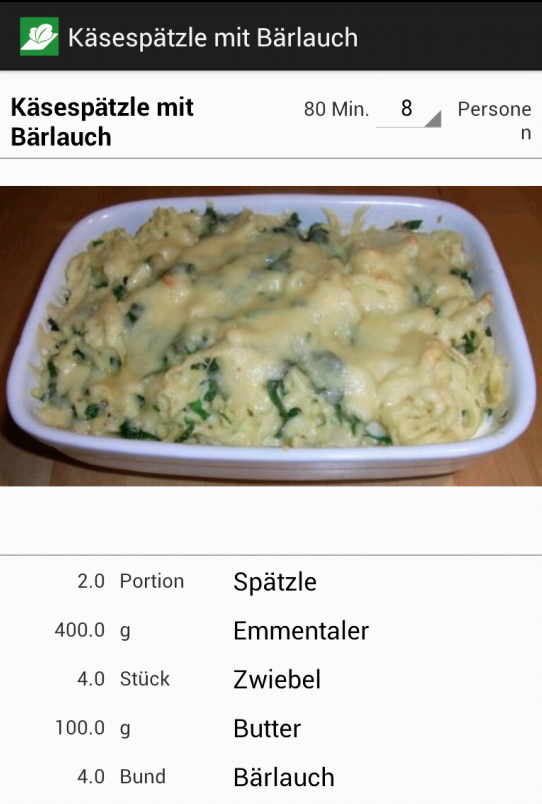 Käsespätzle mit Bärlauch
Käsespätzle mit
Bärlauch
80 Min. 8 Persone
n
2.0 Portion Spätzle
400.0 g Emmentaler
4.0 Stück Zwiebel
100.0 g Butter
4.0 Bund Bärlauch